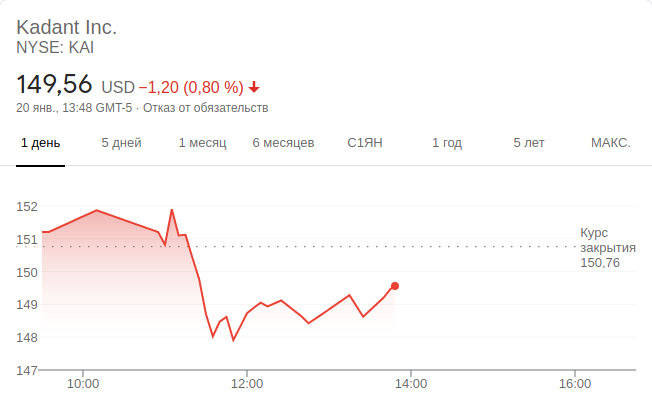 Kadant Inc.
NYSE: KAI
149,56 USD −1,20 (0,80 %)
20 янв., 13:48 GMT-5 · Отказ от обязательств
1 день 5 дней 1 месяц 6 месяцев С1ЯН 1 год 5 лет МАКС.
152
151
150
149
148
147
Курс
закрытия
150,76
10:00 12:00 14:00 16:00